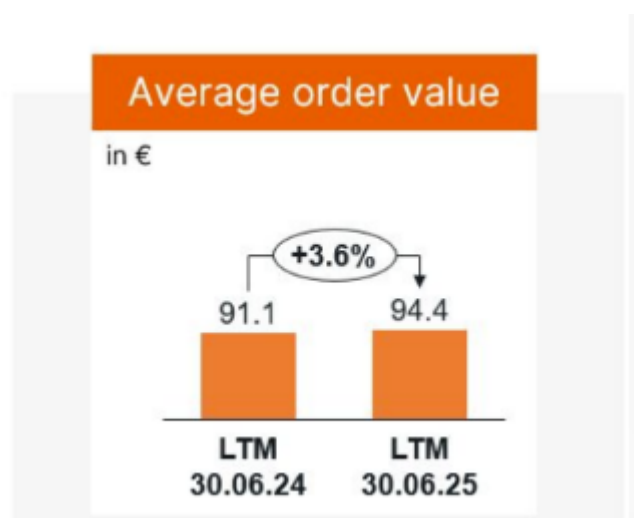 Average order value
in €
+3.6%
91.1 94.4
LTM LTM
30.06.24 30.06.25